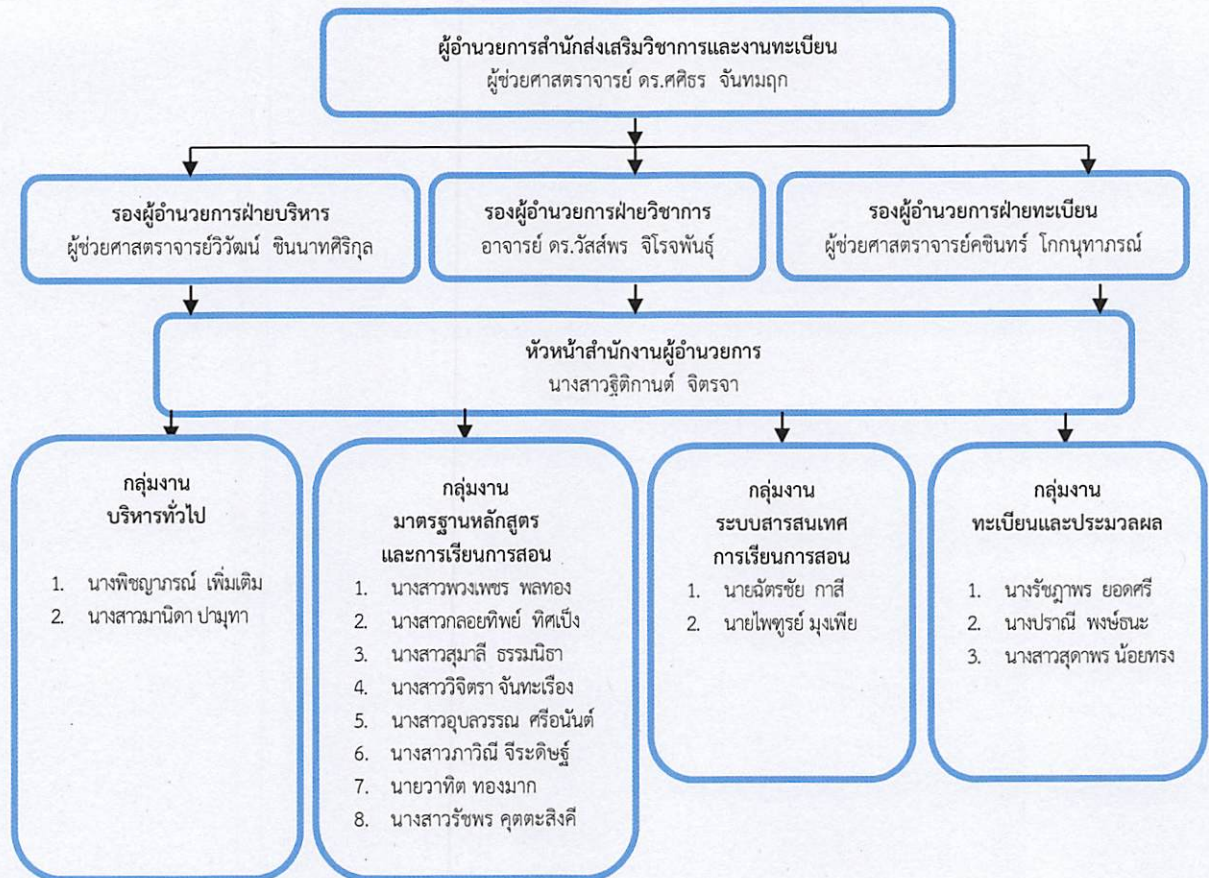 ผู้อำนวยการสำนักส่งเสริมวิชาการและงานทะเบียน
ผู้ช่วยศาสตราจารย์ ดร.ศศิธร จันทมฤก
รองผู้อำนวยการฝ่ายบริหาร
ผู้ช่วยศาสตราจารย์วิวัฒน์ ชินนาทศิริกุล
รองผู้อำนวยการฝ่ายวิชาการ
อาจารย์ ดร.วัสส์พร จิโรจพันธุ์
รองผู้อำนวยการฝ่ายทะเบียน
ผู้ช่วยศาสตราจารย์คชินทร์ โกกนุทาภรณ์
หัวหน้าสำนักงานผู้อำนวยการ
นางสาวฐิติกานต์ จิตรจา
กลุ่มงาน
บริหารทั่วไป
1. นางพิชญาภรณ์ เพิ่มเติม
2. นางสาวมานิดา ปามุทา
กลุ่มงาน
มาตรฐานหลักสูตร
และการเรียนการสอน
1. นางสาวพวงเพชร พลทอง
2. นางสาวกลอยทิพย์ ทิศเป็ง
3. นางสาวสุมาลี ธรรมนิธา
4. นางสาววิจิตรา จันทะเรือง
5. นางสาวอุบลวรรณ ศรีอนันต์
6. นางสาวภาวิณี จีระดิษฐ์
7. นายวาทิต ทองมาก
8. นางสาวรัชพร คุตตะสิงคี
กลุ่มงาน
ระบบสารสนเทศ
การเรียนการสอน
1. นายฉัตรชัย กาสี
2. นายไพฑูรย์ มุงเพีย
กลุ่มงาน
ทะเบียนและประมวลผล
1. นางรัชฎาพร ยอดศรี
2. นางปราณี พงษ์ธนะ
3. นางสาวสุดาพร น้อยทรง